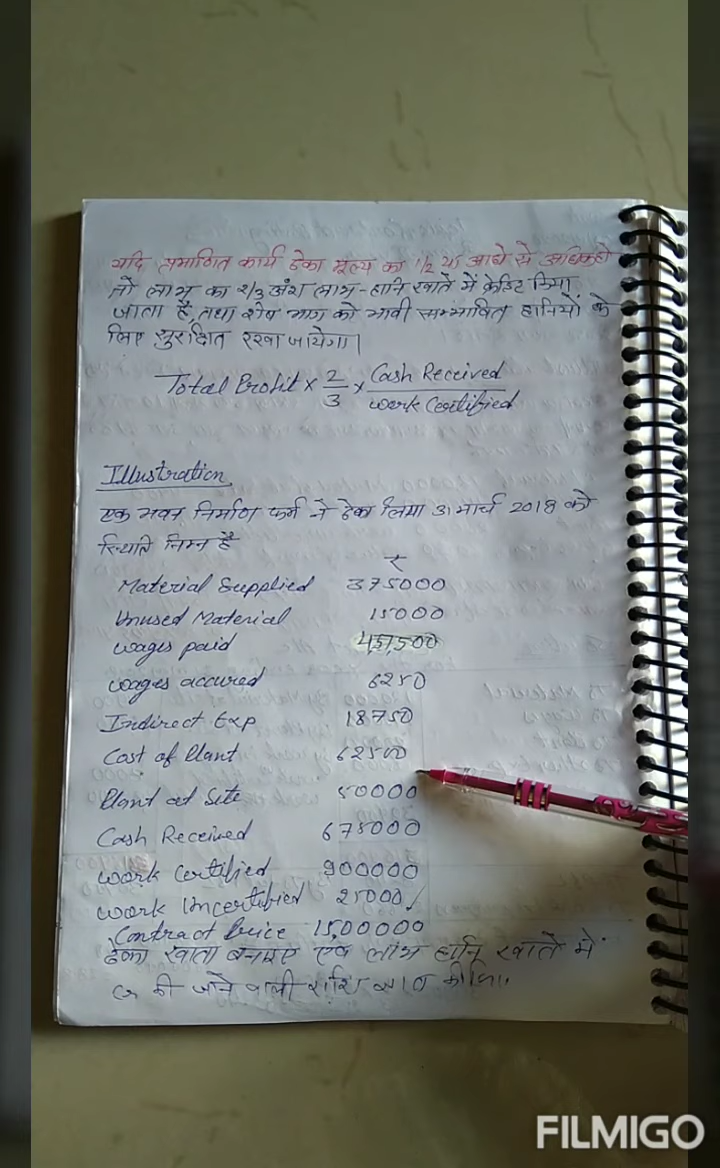 यदि प्रमाणित कार्य ठेका मूल्य का 1/2 या आधे से अधिक हो
तो लाभ का 2/3 अंश लाभ-हानि खाते में क्रेडिट किया
जाता है, तथा शेष भाग को भावी सम्भावित हानियों के
लिए सुरक्षित रखा जायेगा।
Total Profit × 2/3 × Cash Received / Work Certified
Illustration
एक भवन निर्माण फर्म ने ठेका लिया 31 मार्च 2018 को
स्थिति निम्न है
₹
Material Supplied 375000
Unused Material 15000
Wages paid 457500
Wages accured 6250
Indirect Exp 18750
Cost of Plant 62500
Plant at Site 50000
Cash Received 675000
Work Certified 900000
Work Uncertified 25000
Contract Price 1500000
ठेका खाता बनाए एवं लाभ हानि खाते में
Cr की जाने वाली राशि ज्ञात कीजिए।
FILMIGO